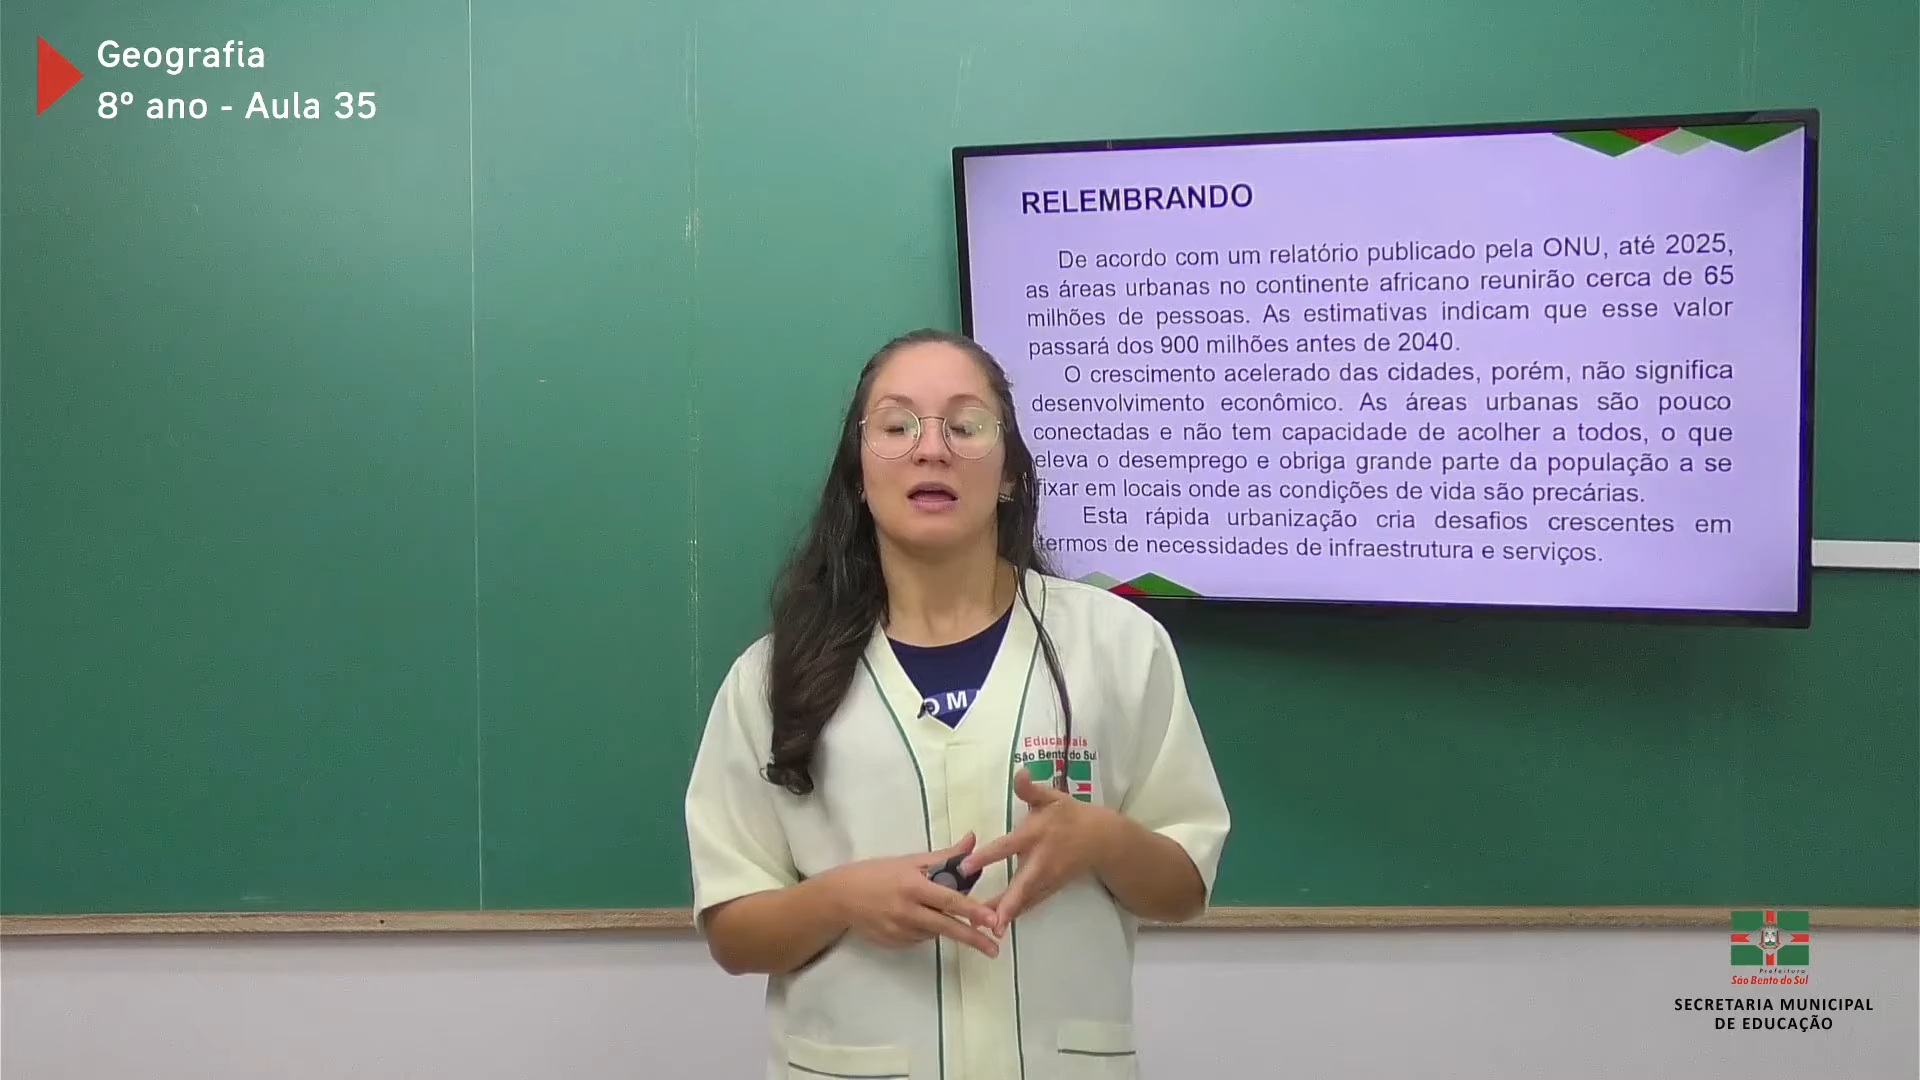 Geografia
8º ano - Aula 35
RELEMBRANDO
De acordo com um relatório publicado pela ONU, até 2025,
as áreas urbanas no continente africano reunirão cerca de 65
milhões de pessoas. As estimativas indicam que esse valor
passará dos 900 milhões antes de 2040.
O crescimento acelerado das cidades, porém, não significa
desenvolvimento econômico. As áreas urbanas são pouco
conectadas e não tem capacidade de acolher a todos, o que
eleva o desemprego e obriga grande parte da população a se
fixar em locais onde as condições de vida são precárias.
Esta rápida urbanização cria desafios crescentes em
termos de necessidades de infraestrutura e serviços.
São Bento do Sul
Prefeitura
São Bento do Sul
SECRETARIA MUNICIPAL
DE EDUCAÇÃO